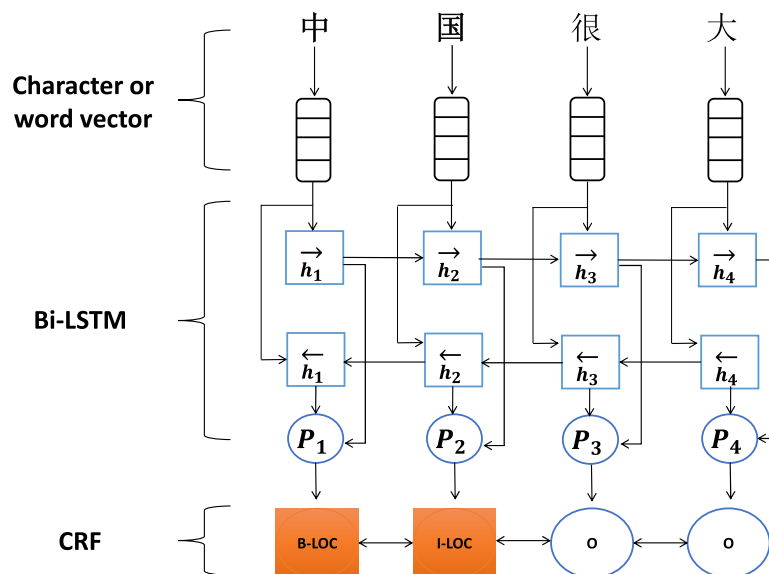 中 国 很 大
Character or
word vector
h₁ h₂ h₃ h₄
Bi-LSTM
h₁ h₂ h₃ h₄
P₁ P₂ P₃ P₄
CRF
B-LOC I-LOC O O